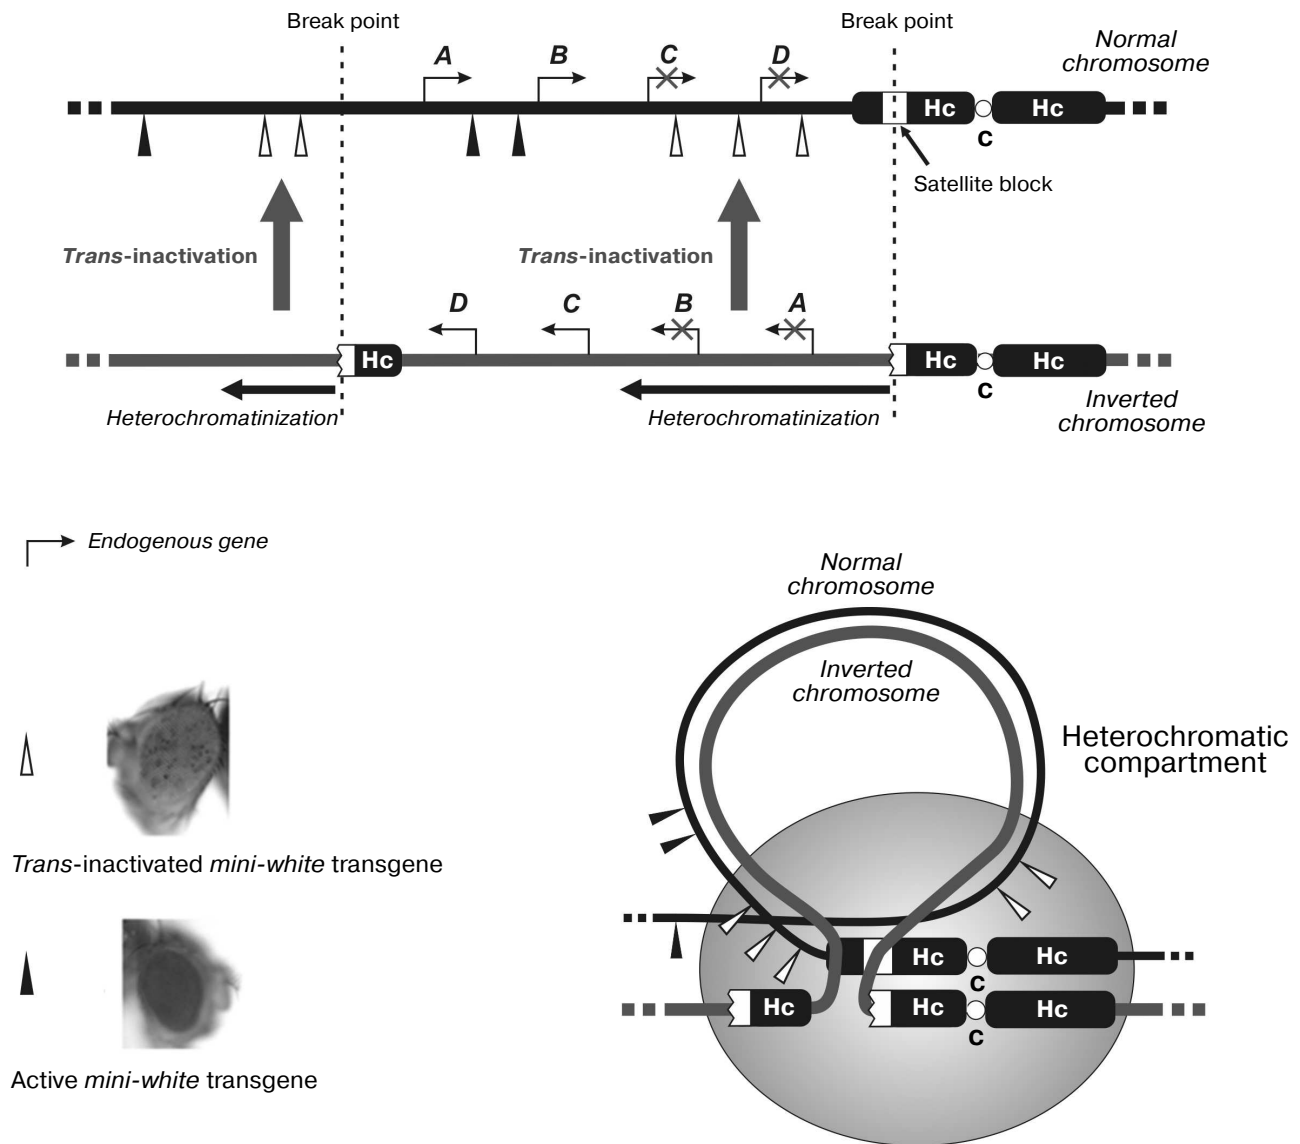 Break point
Break point
A
B
C
D
Normal
chromosome
Hc
Hc
C
Satellite block
Trans-inactivation
Trans-inactivation
D
C
B
A
Hc
Hc
Hc
C
Heterochromatinization
Heterochromatinization
Inverted
chromosome
Endogenous gene
Normal
chromosome
Inverted
chromosome
Heterochromatic
compartment
Trans-inactivated mini-white transgene
Hc
Hc
C
Hc
Hc
Hc
C
Active mini-white transgene